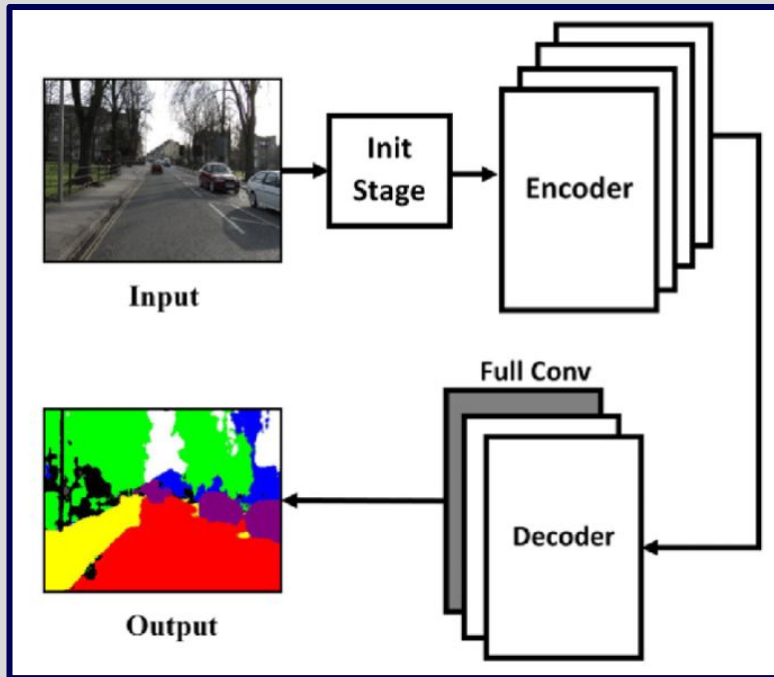 Init
Stage
Encoder
Input
Full Conv
Decoder
Output